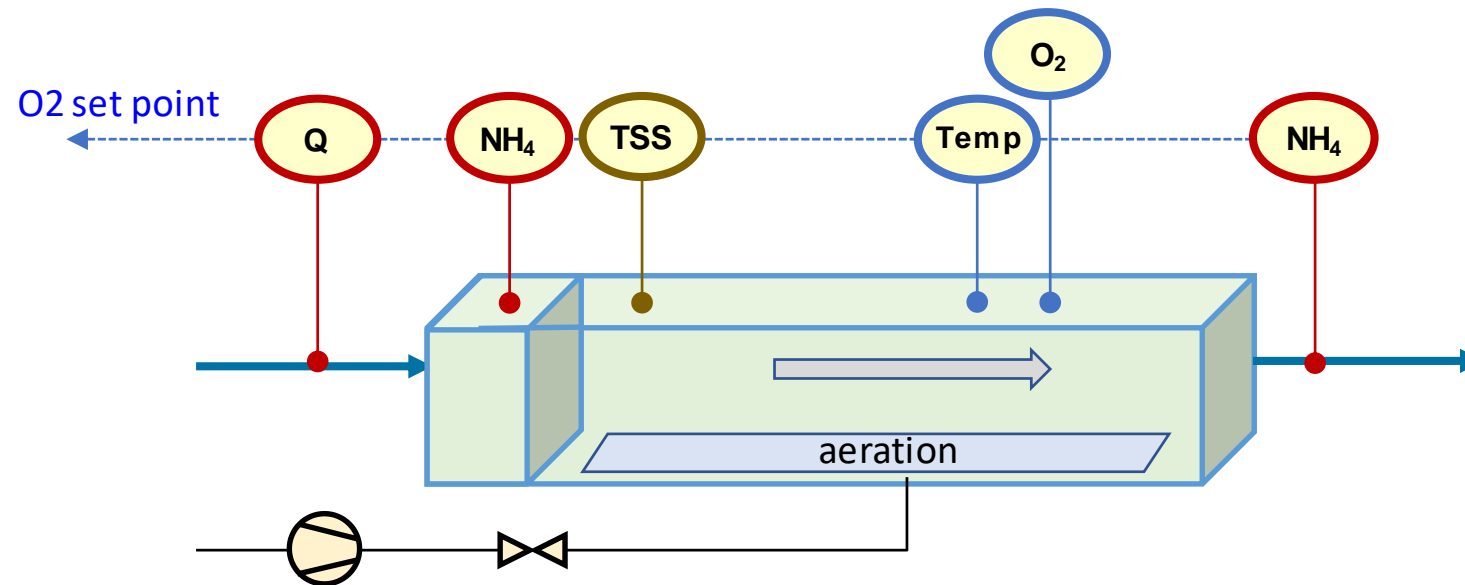 O₂
O2 set point
Q
NH₄
TSS
Temp
NH₄
aeration